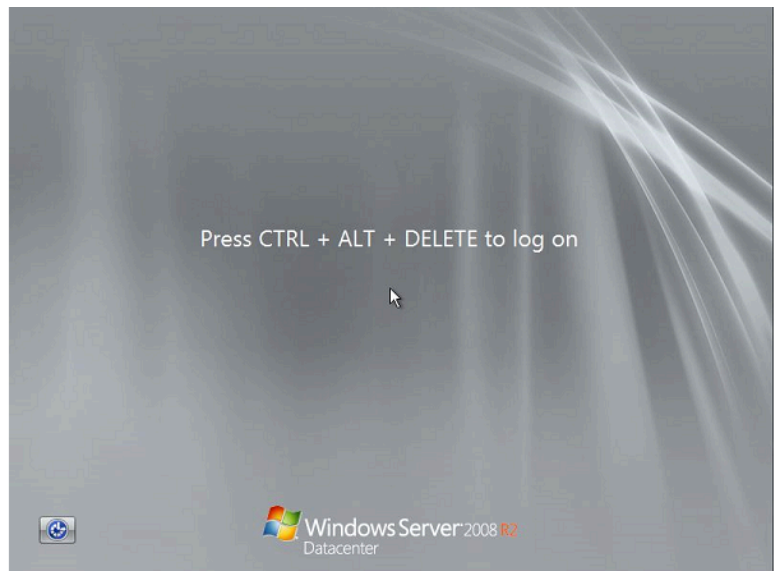 Press CTRL + ALT + DELETE to log on
Windows Server 2008 R2
Datacenter